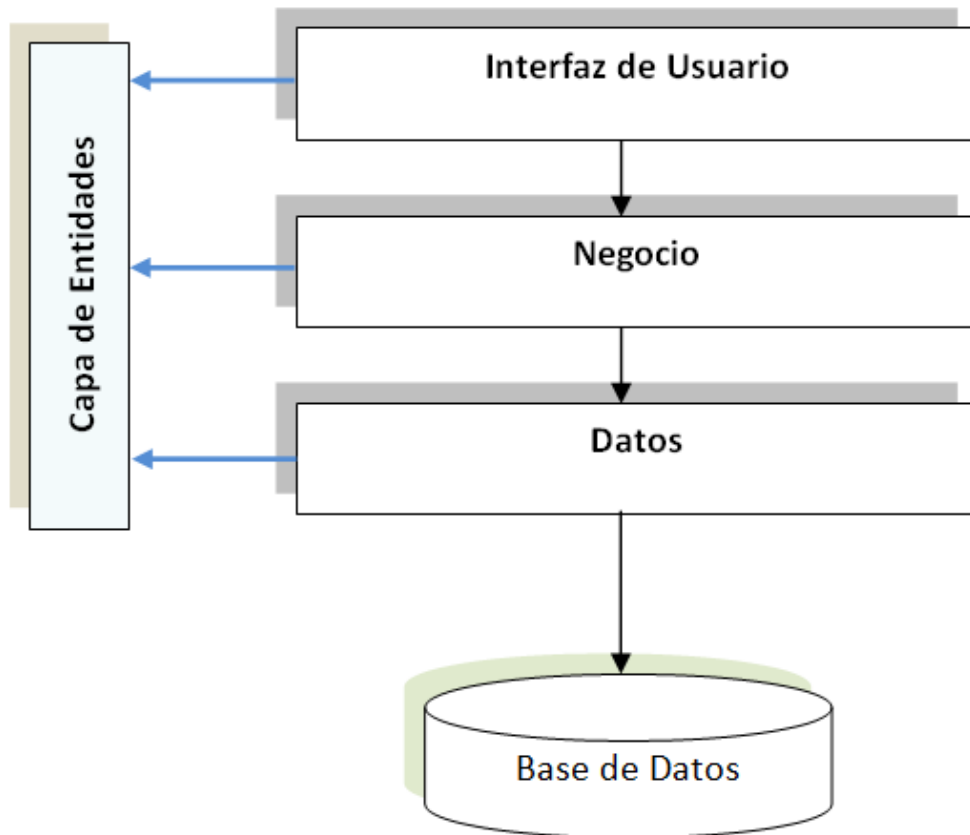 Interfaz de Usuario
Capa de Entidades
Negocio
Datos
Base de Datos